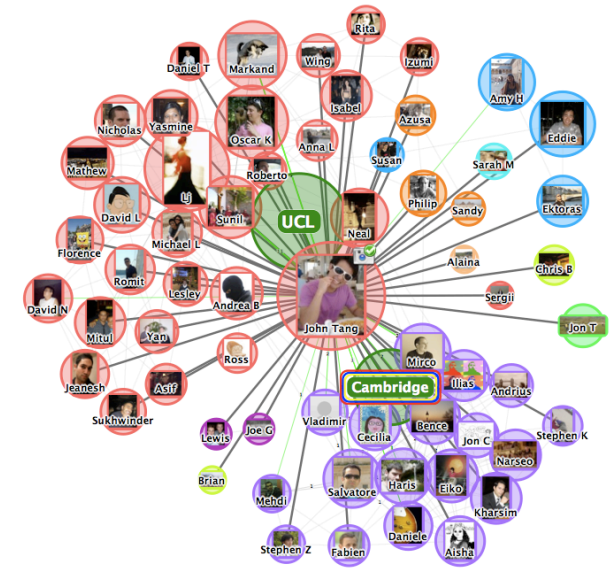 Rita
Daniel T
Markand
Wing
Izumi
Amy H
Isabel
Nicholas
Yasmine
Oscar K
Azusa
Eddie
Anna L
Susan
Sarah M
Mathew
Roberto
Lj
David L
Sunil
UCL
Neal
Philip
Sandy
Ektoras
Michael L
Florence
Alaina
Chris B
Romit
Lesley
Andrea B
Sergii
David N
Mitul
Yan
John Tang
Jon T
Ross
Mirco
Jeanesh
Asif
Cambridge
Ilias
Andrius
Sukhwinder
Lewis
Joe G
Vladimir
Cecilia
Bence
Jon C
Stephen K
Narseo
Brian
Mehdi
Salvatore
Haris
Eiko
Kharsim
Daniele
Stephen Z
Fabien
Aisha